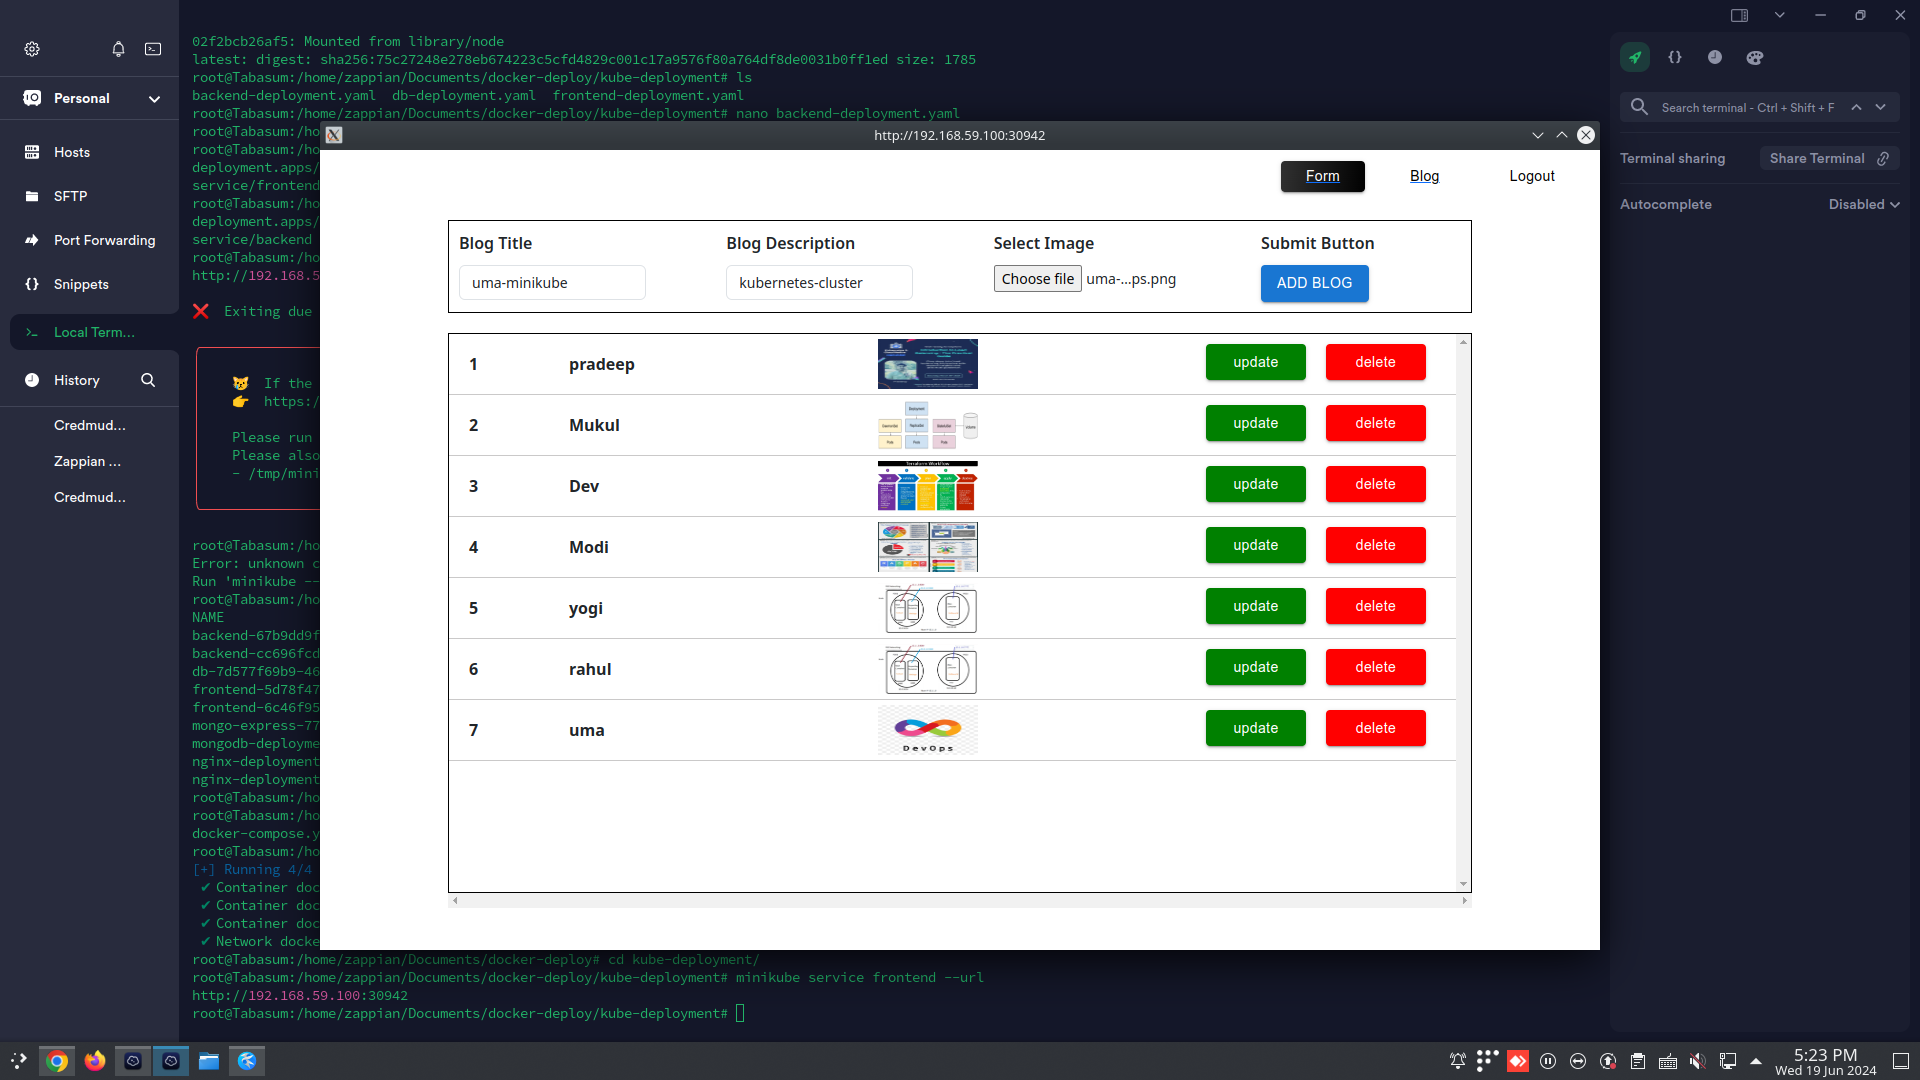 02f2bcb26af5: Mounted from library/node
latest: digest: sha256:75c27248e278eb674223c5cfd4829c001c17a9576f80a764df8de0031b0ff1ed size: 1785
root@Tabasum:/home/zappian/Documents/docker-deploy/kube-deployment# ls
backend-deployment.yaml  db-deployment.yaml  frontend-deployment.yaml
root@Tabasum:/home/zappian/Documents/docker-deploy/kube-deployment# nano backend-deployment.yaml
root@Tabasum:/ho
root@Tabasum:/ho
deployment.apps/
service/frontend
root@Tabasum:/ho
deployment.apps/
service/backend
root@Tabasum:/ho
http://192.168.5
❌ Exiting due
If the
https:/
Please run
Please also
- /tmp/mini
root@Tabasum:/ho
Error: unknown c
Run 'minikube --
root@Tabasum:/ho
NAME
backend-67b9dd9f
backend-cc696fcd
db-7d577f69b9-46
frontend-5d78f47
frontend-6c46f95
mongo-express-77
mongodb-deployme
nginx-deployment
nginx-deployment
root@Tabasum:/ho
root@Tabasum:/ho
docker-compose.y
root@Tabasum:/ho
[+] Running 4/4
✔ Container doc
✔ Container doc
✔ Container doc
✔ Network docke
root@Tabasum:/home/zappian/Documents/docker-deploy# cd kube-deployment/
root@Tabasum:/home/zappian/Documents/docker-deploy/kube-deployment# minikube service frontend --url
http://192.168.59.100:30942
root@Tabasum:/home/zappian/Documents/docker-deploy/kube-deployment#
Personal
Hosts
SFTP
Port Forwarding
Snippets
Local Term...
History
Credmud...
Zappian ...
Credmud...
http://192.168.59.100:30942
Form Blog Logout
Blog Title Blog Description Select Image Submit Button
uma-minikube kubernetes-cluster Choose file uma-...ps.png ADD BLOG
1 pradeep update delete
2 Mukul update delete
3 Dev update delete
Terraform Workflow
4 Modi update delete
5 yogi update delete
6 rahul update delete
7 uma update delete
DevOps
Search terminal - Ctrl + Shift + F
Terminal sharing Share Terminal
Autocomplete Disabled
5:23 PM
Wed 19 Jun 2024